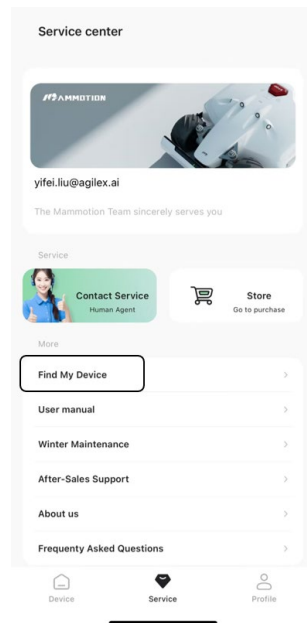 Service center
MAMMOTION
yifei.liu@agilex.ai
The Mammotion Team sincerely serves you
Service
Contact Service
Human Agent
Store
Go to purchase
More
Find My Device
User manual
Winter Maintenance
After-Sales Support
About us
Frequenty Asked Questions
Device
Service
Profile